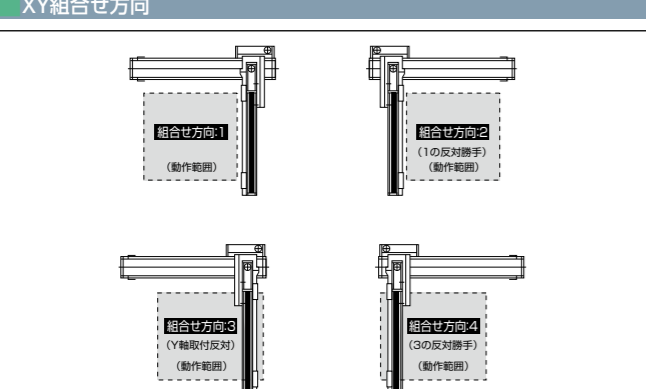 XY組合せ方向
組合せ方向:1
(動作範囲)
組合せ方向:2
(1の反対勝手)
(動作範囲)
組合せ方向:3
(Y軸取付反対)
(動作範囲)
組合せ方向:4
(3の反対勝手)
(動作範囲)